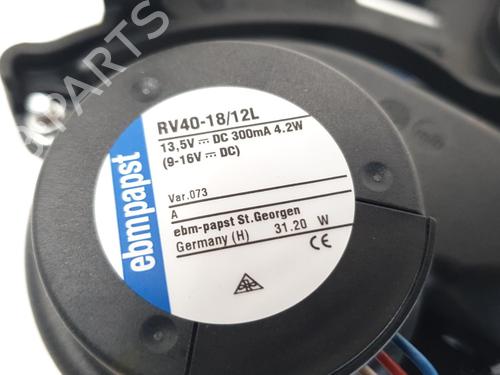 RV40-18/12L
13,5V ⎓ DC 300mA 4.2W
(9-16V ⎓ DC)
Var.073
A
ebm-papst St.Georgen
Germany (H) 31.20 W
CE
ebmpapst